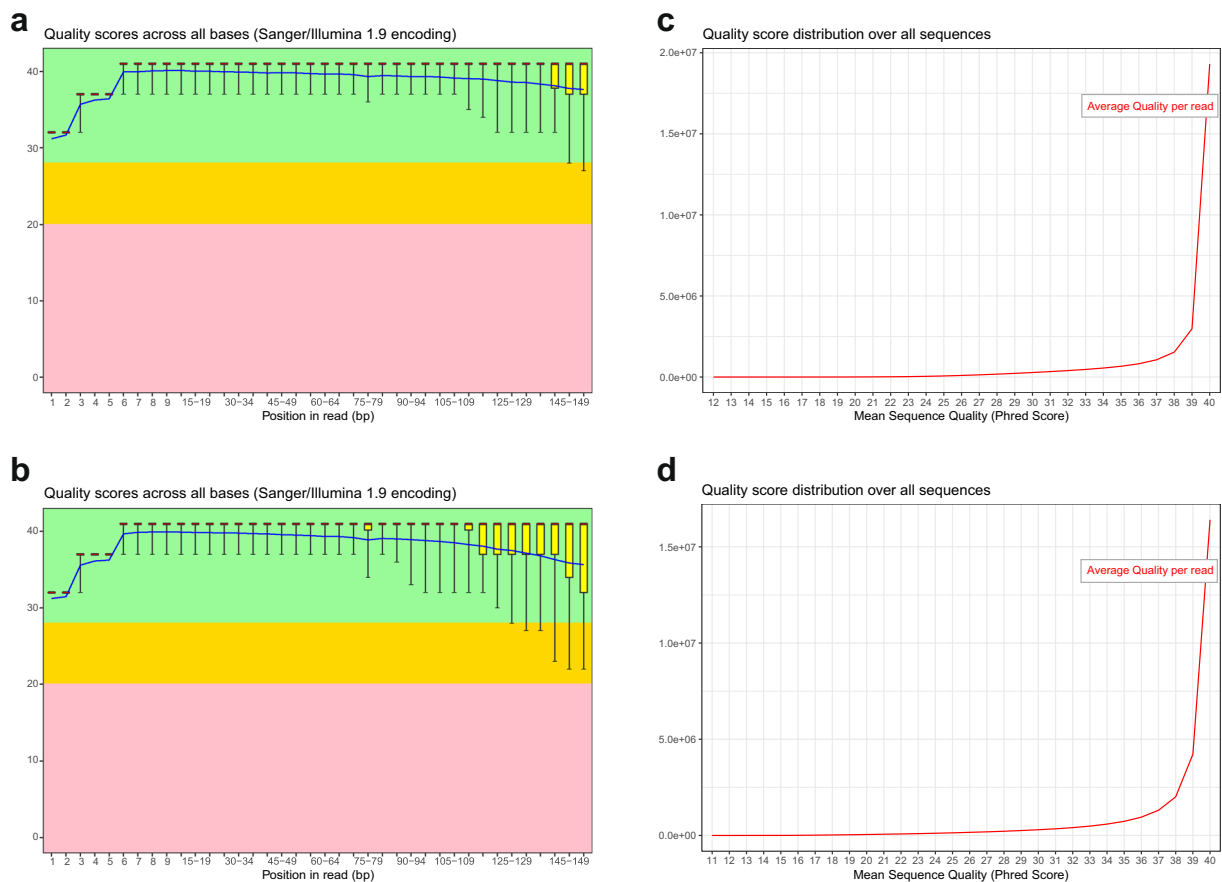 a
Quality scores across all bases (Sanger/Illumina 1.9 encoding)
40
30
20
10
0
1 2 3 4 5 6 7 8 9 15−19 30−34 45−49 60−64 75−79 90−94 105−109 125−129 145−149
Position in read (bp)
c
Quality score distribution over all sequences
2.0e+07
1.5e+07
1.0e+07
5.0e+06
0.0e+00
Average Quality per read
12 13 14 15 16 17 18 19 20 21 22 23 24 25 26 27 28 29 30 31 32 33 34 35 36 37 38 39 40
Mean Sequence Quality (Phred Score)
b
Quality scores across all bases (Sanger/Illumina 1.9 encoding)
40
30
20
10
0
1 2 3 4 5 6 7 8 9 15−19 30−34 45−49 60−64 75−79 90−94 105−109 125−129 145−149
Position in read (bp)
d
Quality score distribution over all sequences
1.5e+07
1.0e+07
5.0e+06
0.0e+00
Average Quality per read
11 12 13 14 15 16 17 18 19 20 21 22 23 24 25 26 27 28 29 30 31 32 33 34 35 36 37 38 39 40
Mean Sequence Quality (Phred Score)